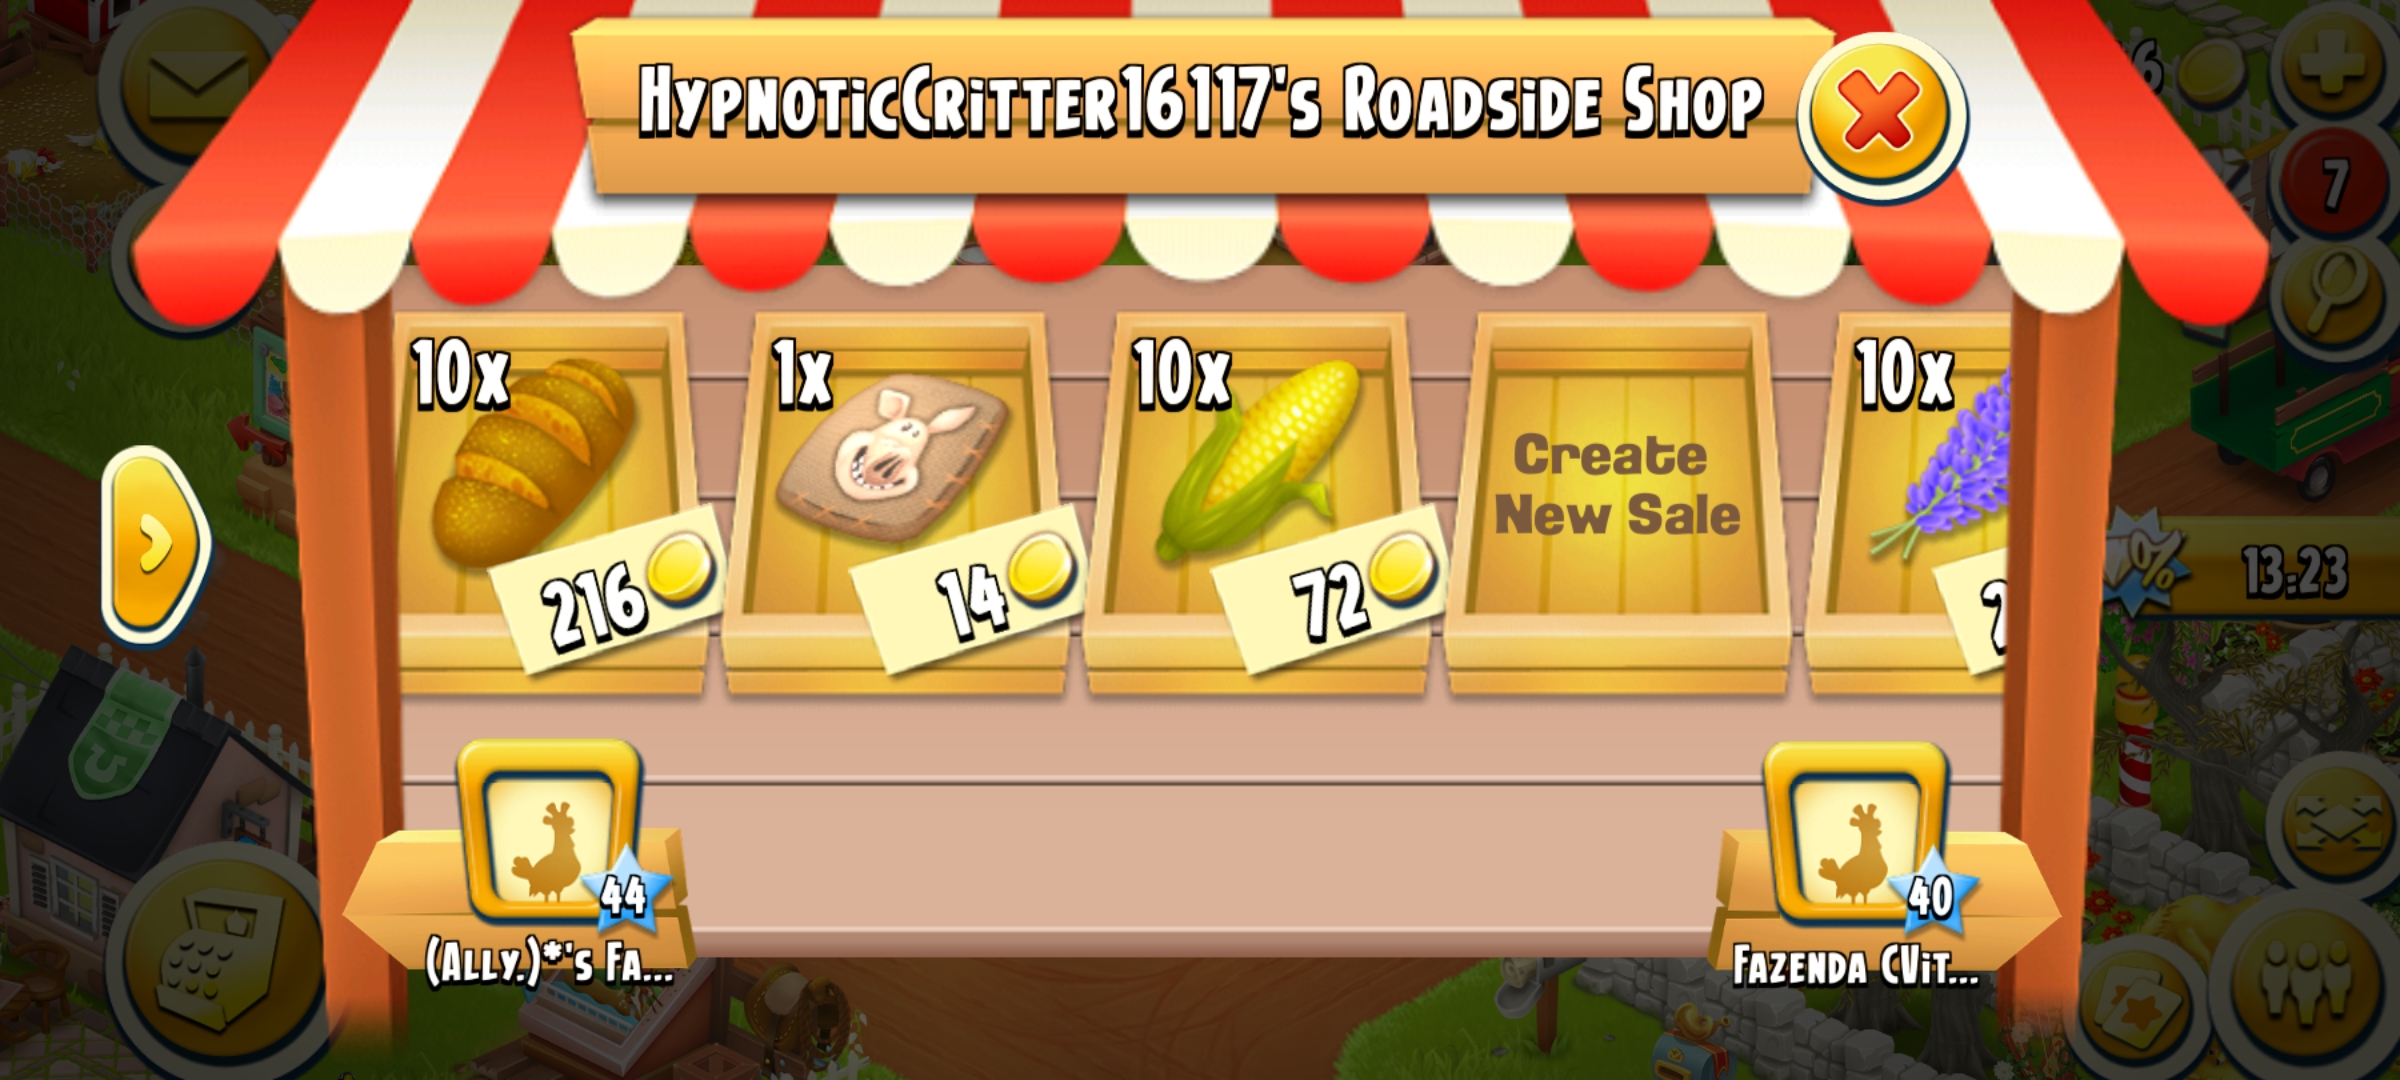 HypnoticCritter16117's Roadside Shop
7
10x
1x
10x
10x
Create
New Sale
216
14
72
13:23
44
40
(Ally.)*'s Fa...
Fazenda CVit...